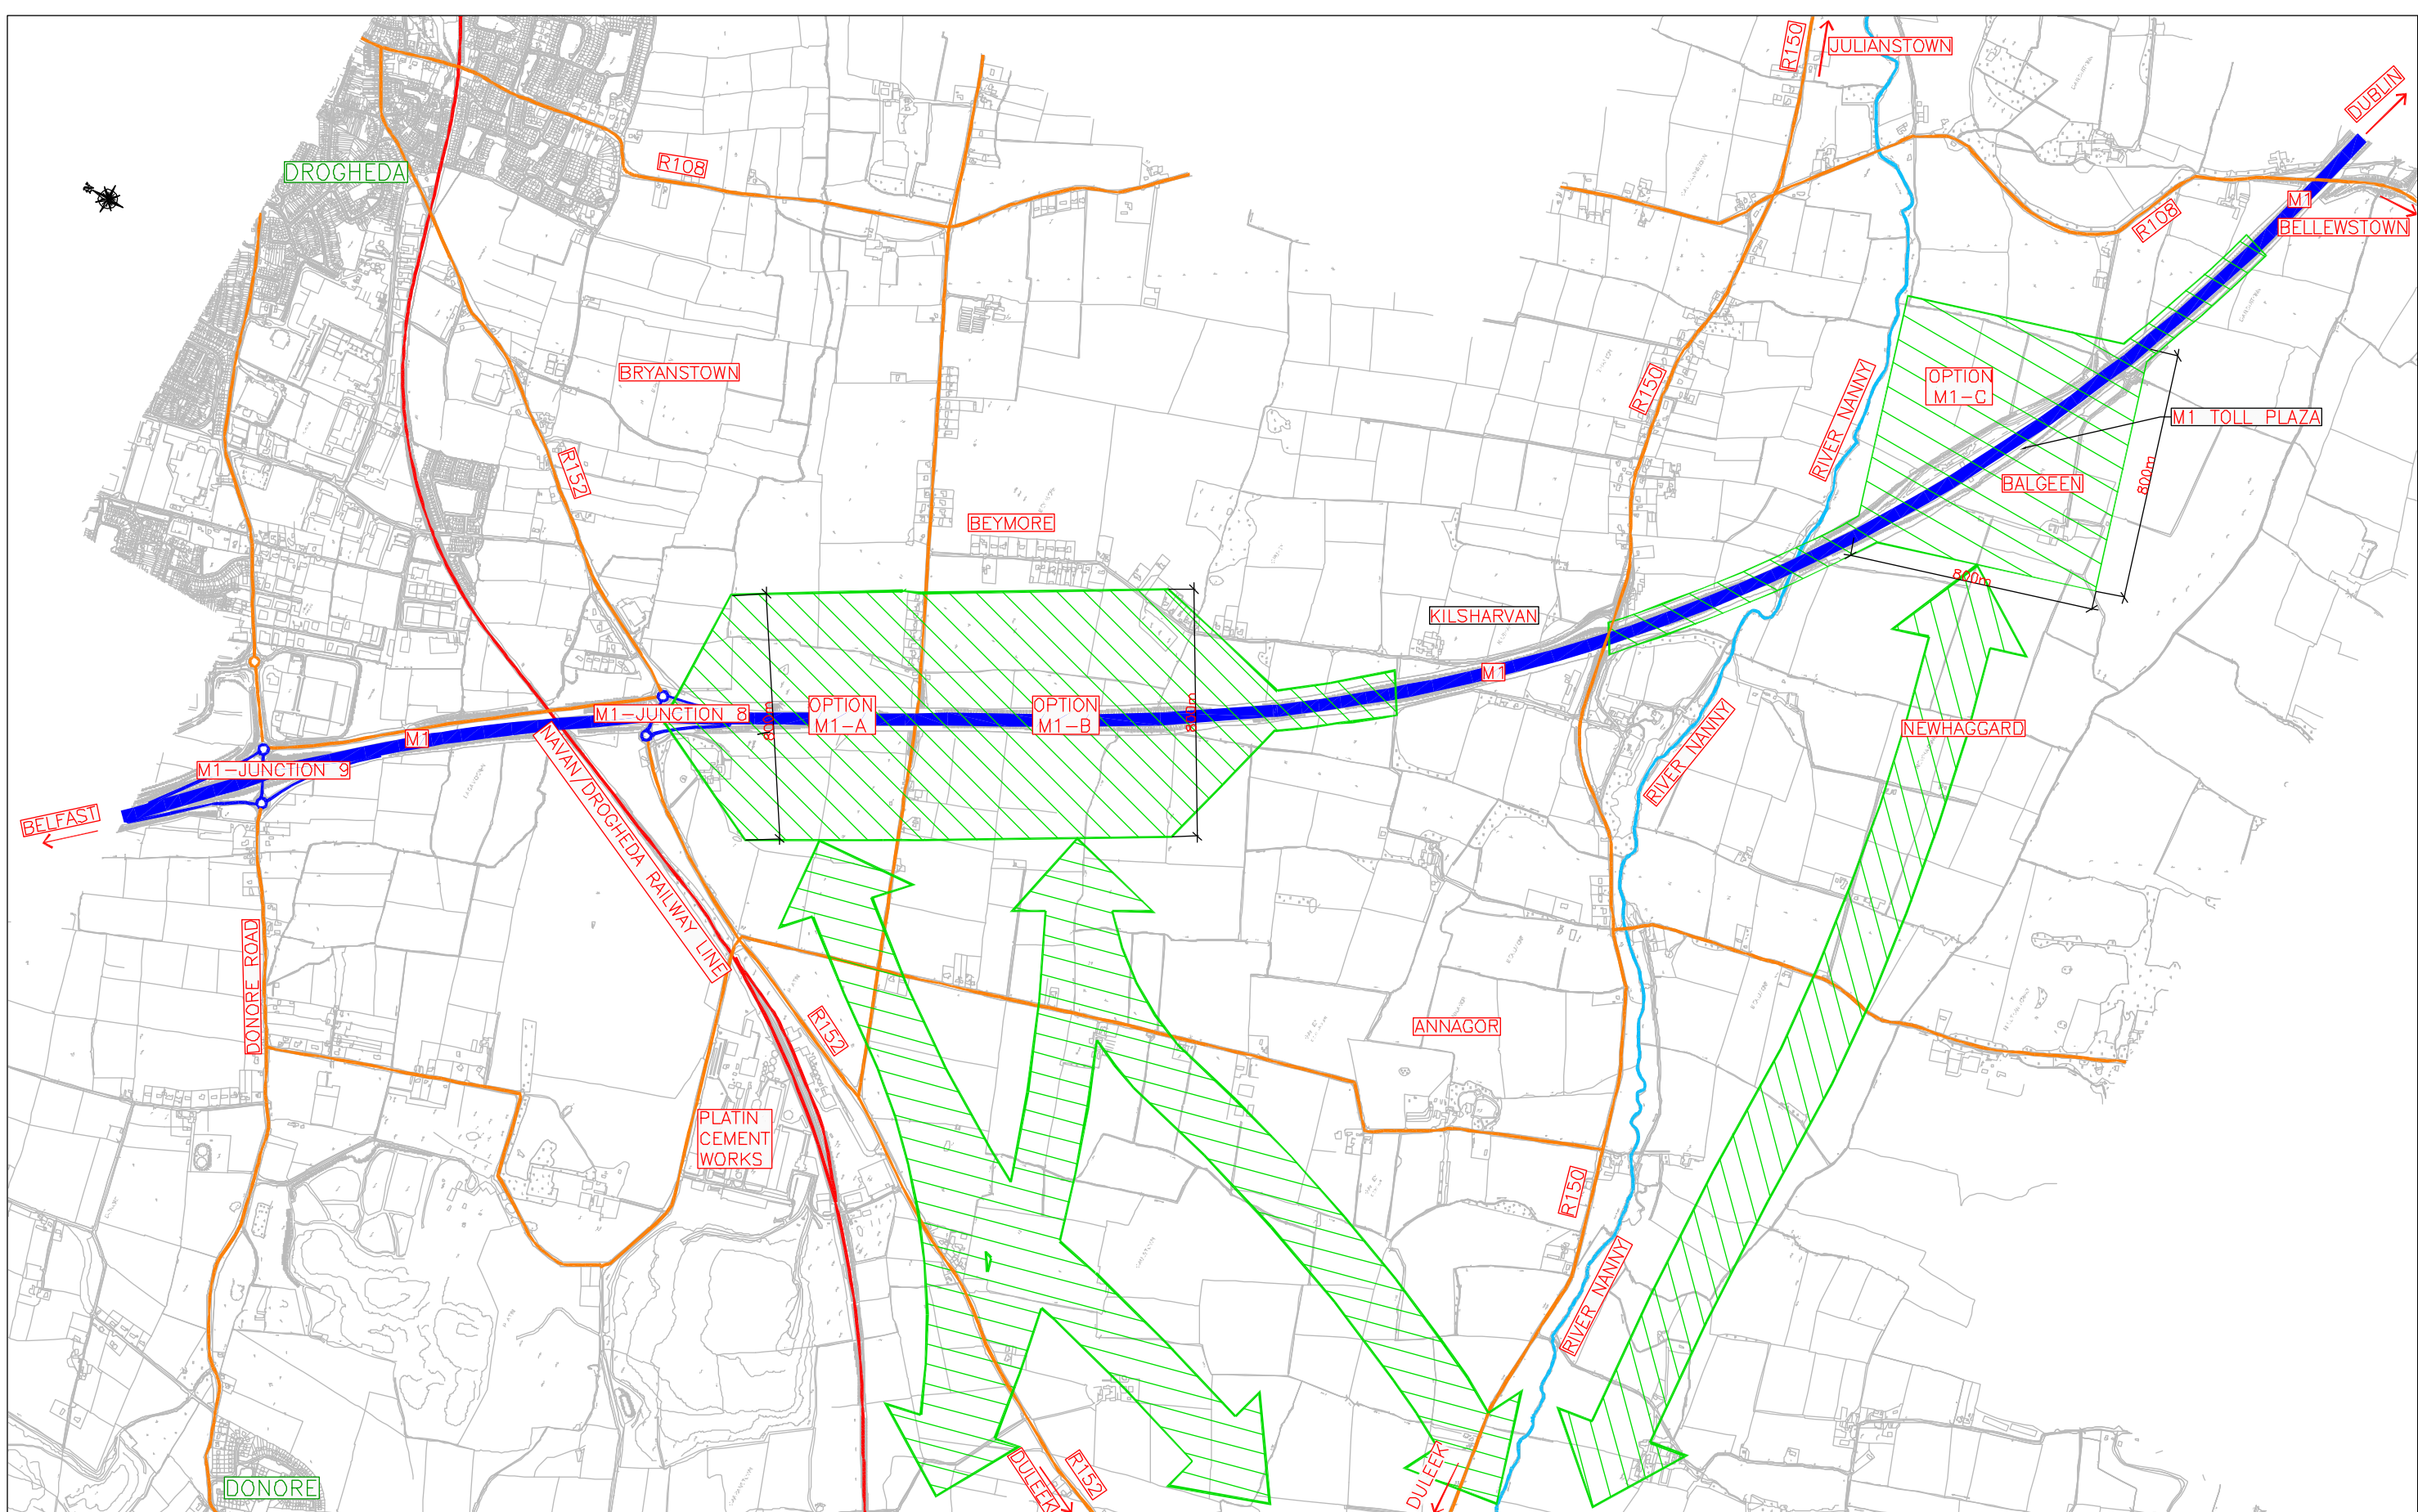 R150
JULIANSTOWN
DUBLIN
DROGHEDA
R108
M1
BELLEWSTOWN
R108
BRYANSTOWN
R150
RIVER NANNY
OPTION
M1-C
M1 TOLL PLAZA
R152
BALGEEN
800m
BEYMORE
800m
KILSHARVAN
M1
M1-JUNCTION 8
OPTION
M1-A
OPTION
M1-B
800m
800m
NEWHAGGARD
M1
M1-JUNCTION 9
RIVER NANNY
BELFAST
NAVAN/DROGHEDA RAILWAY LINE
DONORE ROAD
R152
ANNAGOR
PLATIN
CEMENT
WORKS
R150
RIVER NANNY
DONORE
DULEEK
R152
DULEEK